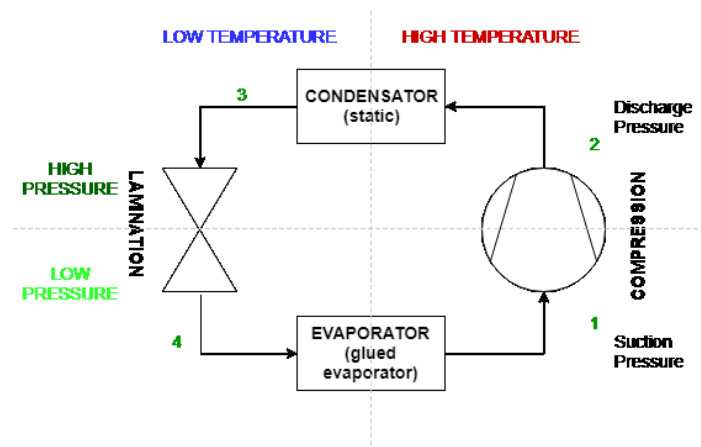 LOW TEMPERATURE
HIGH TEMPERATURE
3
CONDENSATOR
(static)
Discharge
Pressure
2
HIGH
PRESSURE
LAMNATION
COMPRESSION
LOW
PRESSURE
4
EVAPORATOR
(glued
evaporator)
1
Suction
Pressure